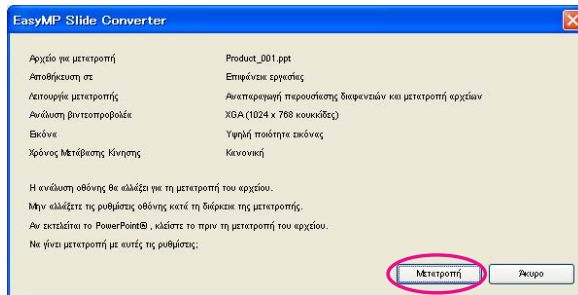 EasyMP Slide Converter
Αρχείο για μετατροπή Product_001.ppt
Αποθήκευση σε Επιφάνεια εργασίας
Λειτουργία μετατροπής Αναπαραγωγή παρουσίασης διαφανειών και μετατροπή αρχείων
Ανάλυση βιντεοπροβολέα XGA (1024 x 768 κουκκίδες)
Εικόνα Υψηλή ποιότητα εικόνας
Χρόνος Μετάβασης Κίνησης Κανονική
Η ανάλυση οθόνης θα αλλάξει για τη μετατροπή του αρχείου.
Μην αλλάξετε τις ρυθμίσεις οθόνης κατά τη διάρκεια της μετατροπής.
Αν εκτελείται το PowerPoint® , κλείστε το πριν τη μετατροπή του αρχείου.
Να γίνει μετατροπή με αυτές τις ρυθμίσεις;
Μετατροπή Άκυρο